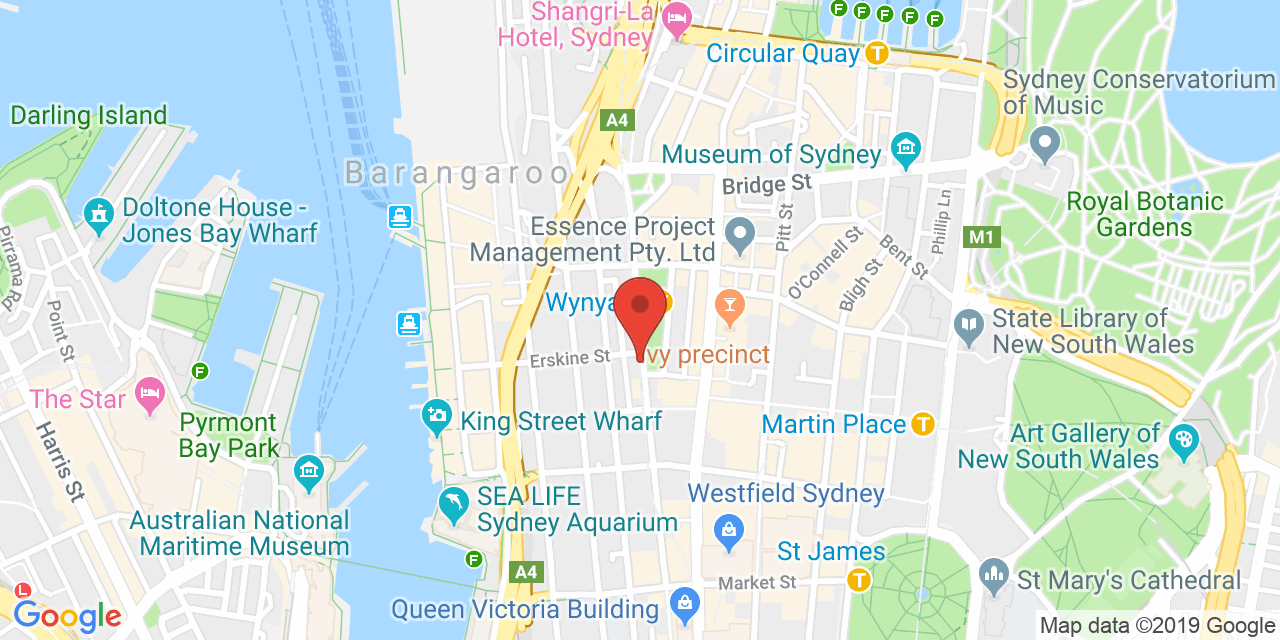 Shangri-La
Hotel, Sydney
Circular Quay
T
Sydney Conservatorium
of Music
Darling Island
A4
Museum of Sydney
Barangaroo
Bridge St
Doltone House -
Jones Bay Wharf
Royal Botanic
Gardens
Phillip Ln
Pitt St
Essence Project
Management Pty. Ltd
M1
O'Connell St
Bent St
Bligh St
Pirrama Rd
Point St
Wynya
State Library of
New South Wales
Erskine St
ivy precinct
F
The Star
King Street Wharf
Pyrmont
Bay Park
Martin Place
T
Harris St
Art Gallery of
New South Wales
Westfield Sydney
SEA LIFE
Sydney Aquarium
Australian National
Maritime Museum
St James
T
F
A4
Market St
St Mary's Cathedral
L
Queen Victoria Building
Google
Map data ©2019 Google
F
F
F
F
F